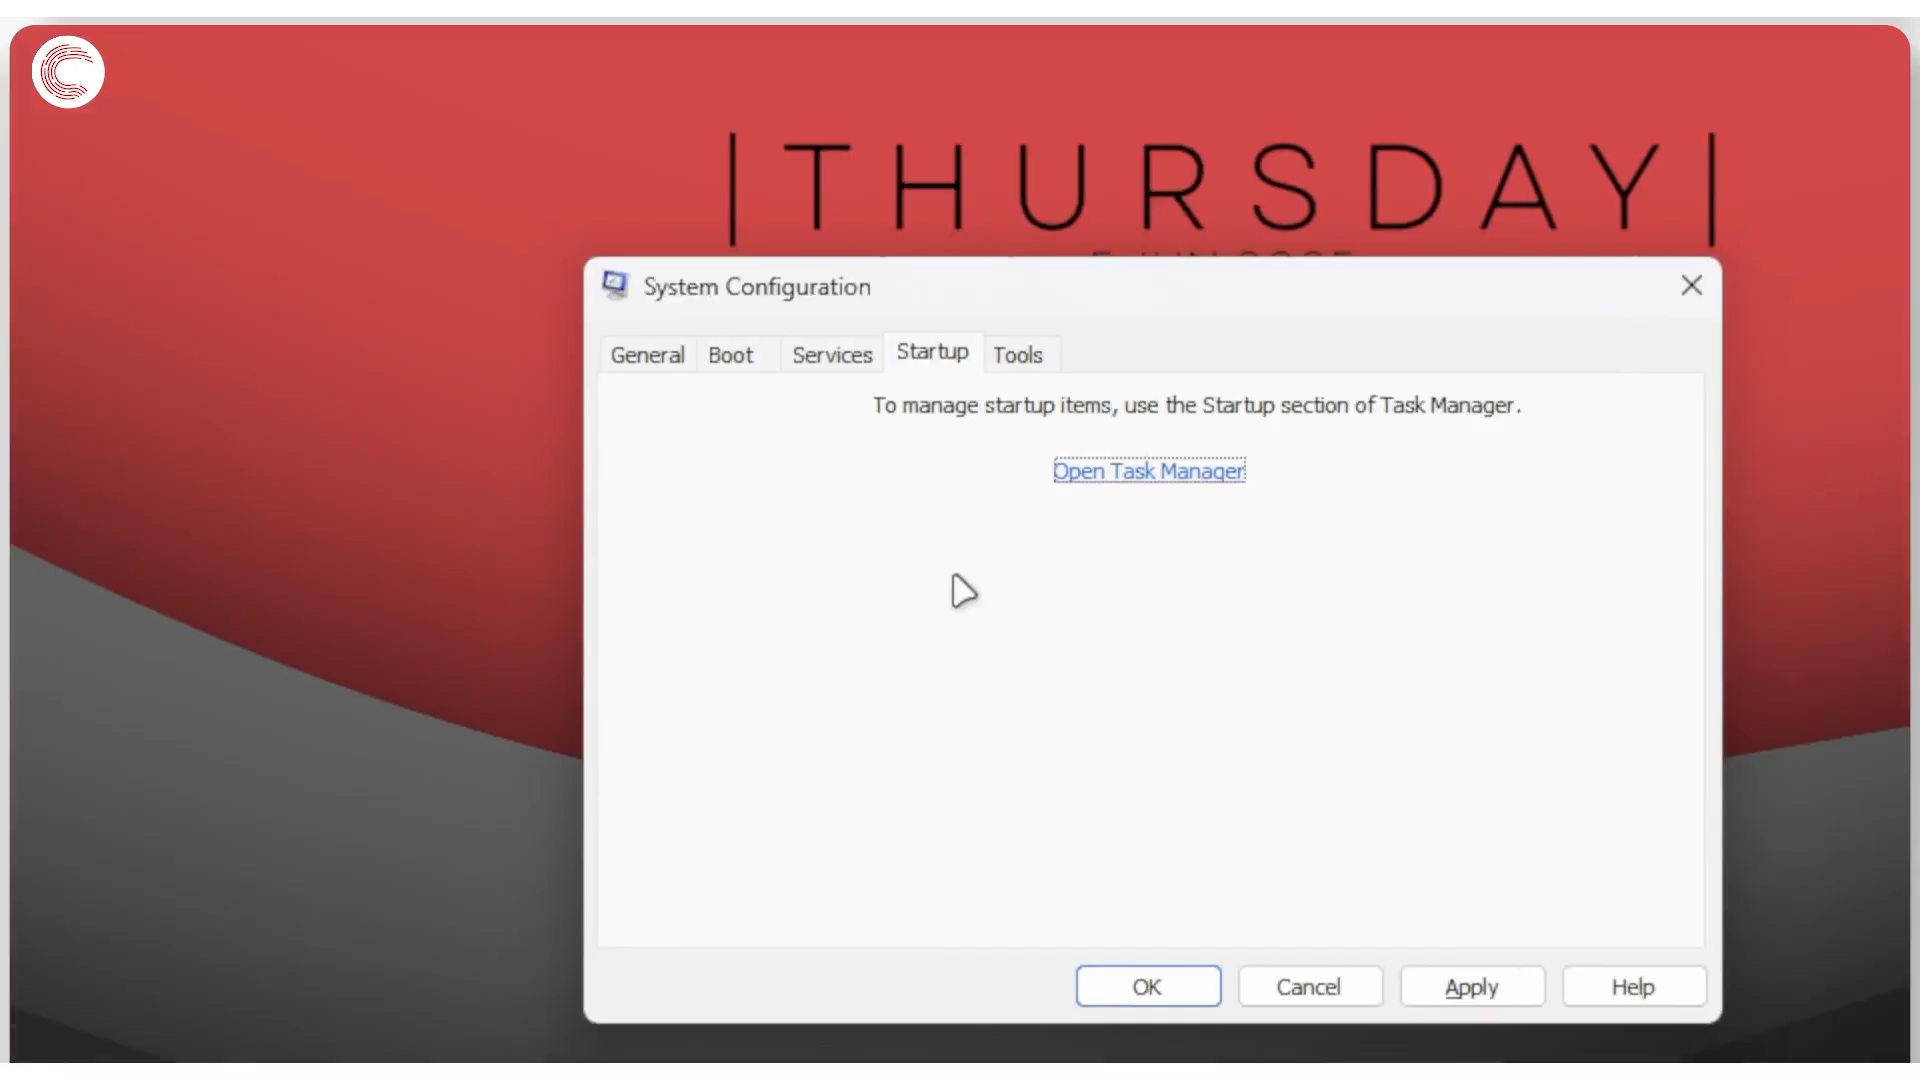 |THURSDAY|
System Configuration
General Boot Services Startup Tools
To manage startup items, use the Startup section of Task Manager.
Open Task Manager
OK Cancel Apply Help